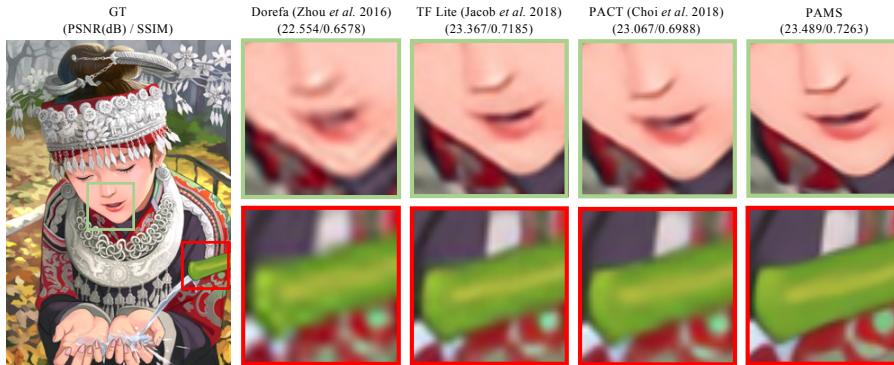 GT
(PSNR(dB) / SSIM)
Dorefa (Zhou et al. 2016)
(22.554/0.6578)
TF Lite (Jacob et al. 2018)
(23.367/0.7185)
PACT (Choi et al. 2018)
(23.067/0.6988)
PAMS
(23.489/0.7263)